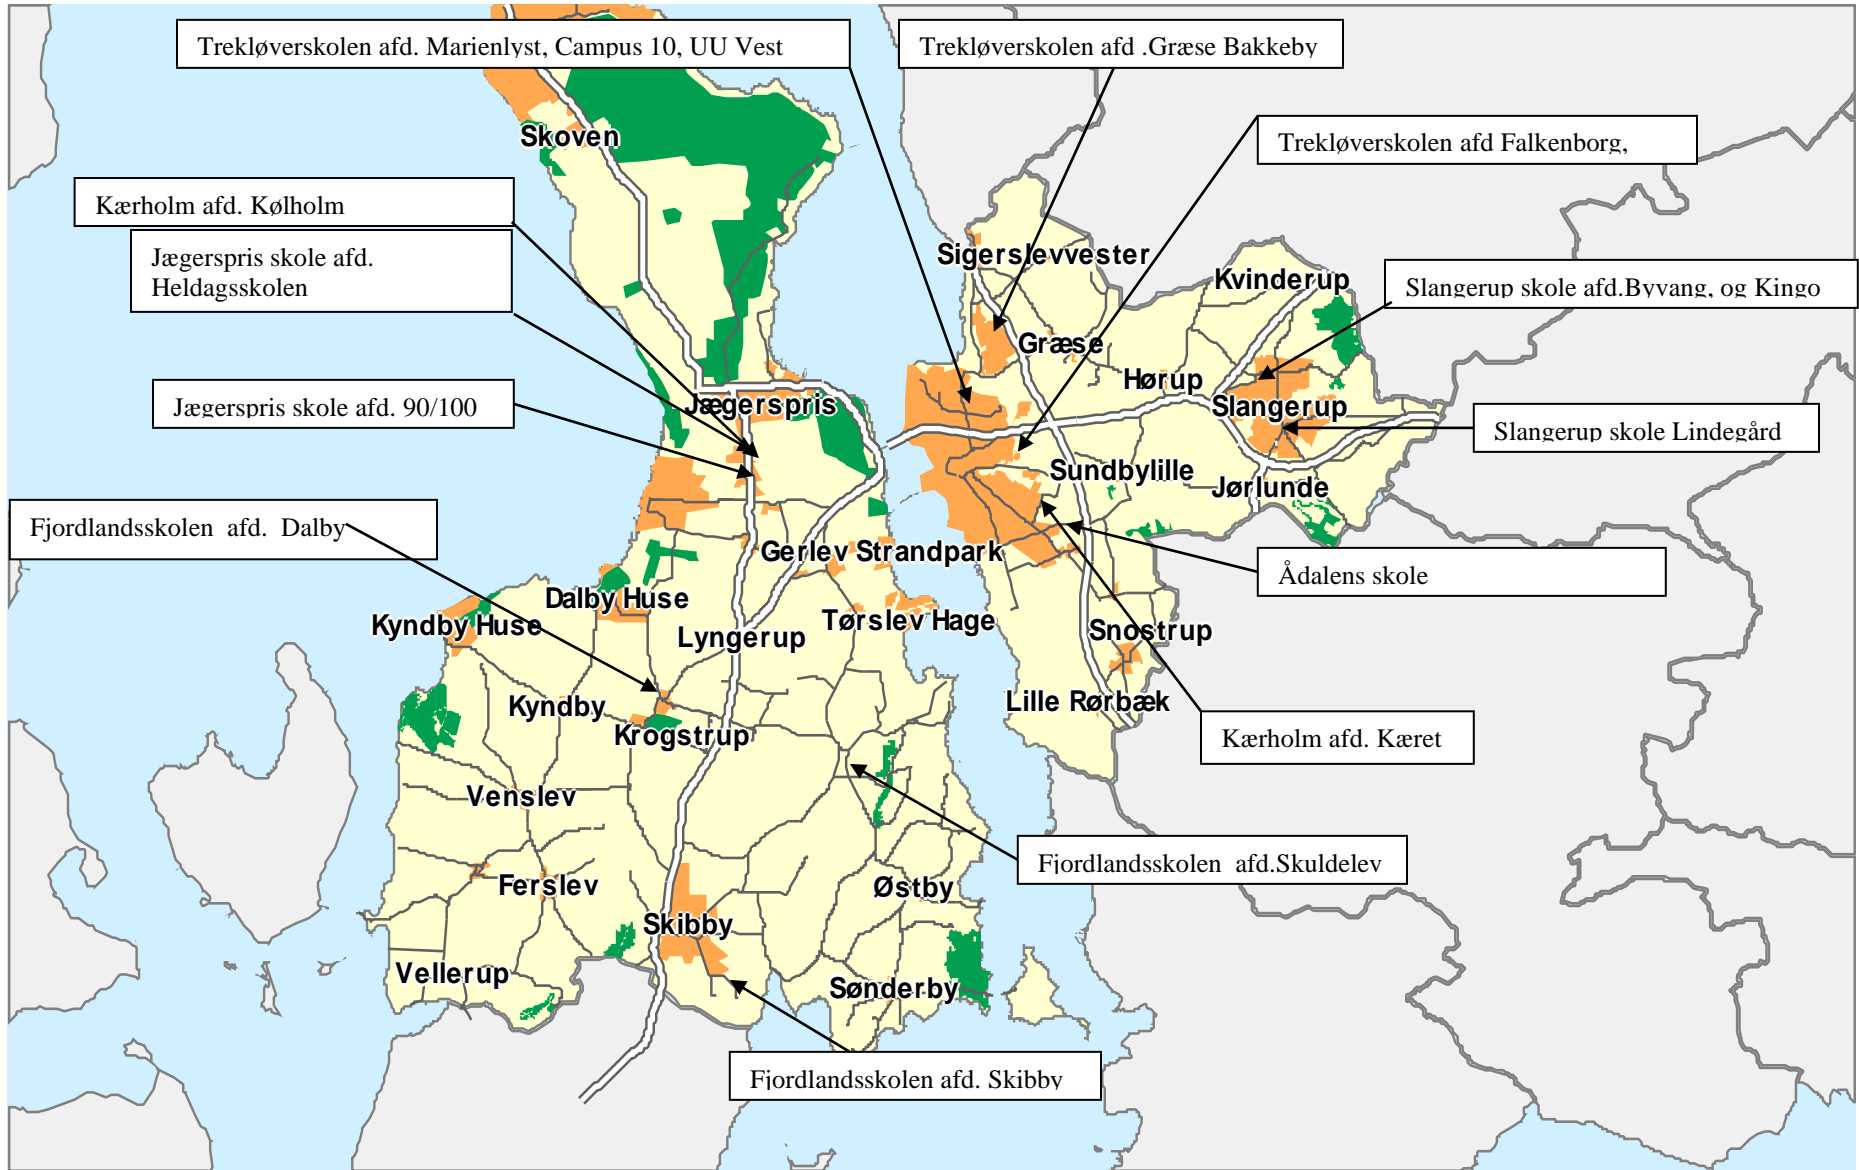 Trekløverskolen afd. Marienlyst, Campus 10, UU Vest
Trekløverskolen afd .Græse Bakkeby
Trekløverskolen afd Falkenborg,
Skoven
Kærholm afd. Kølholm
Jægerspris skole afd.
Heldagsskolen
Sigerslevvester
Kvinderup
Slangerup skole afd.Byvang, og Kingo
Græse
Hørup
Jægerspris skole afd. 90/100
Jægerspris
Slangerup
Slangerup skole Lindegård
Sundbylille
Jørlunde
Fjordlandsskolen  afd.  Dalby
Gerlev Strandpark
Ådalens skole
Dalby Huse
Kyndby Huse
Tørslev Hage
Lyngerup
Snostrup
Lille Rørbæk
Kyndby
Krogstrup
Kærholm afd. Kæret
Venslev
Fjordlandsskolen  afd.Skuldelev
Ferslev
Østby
Skibby
Vellerup
Sønderby
Fjordlandsskolen afd. Skibby